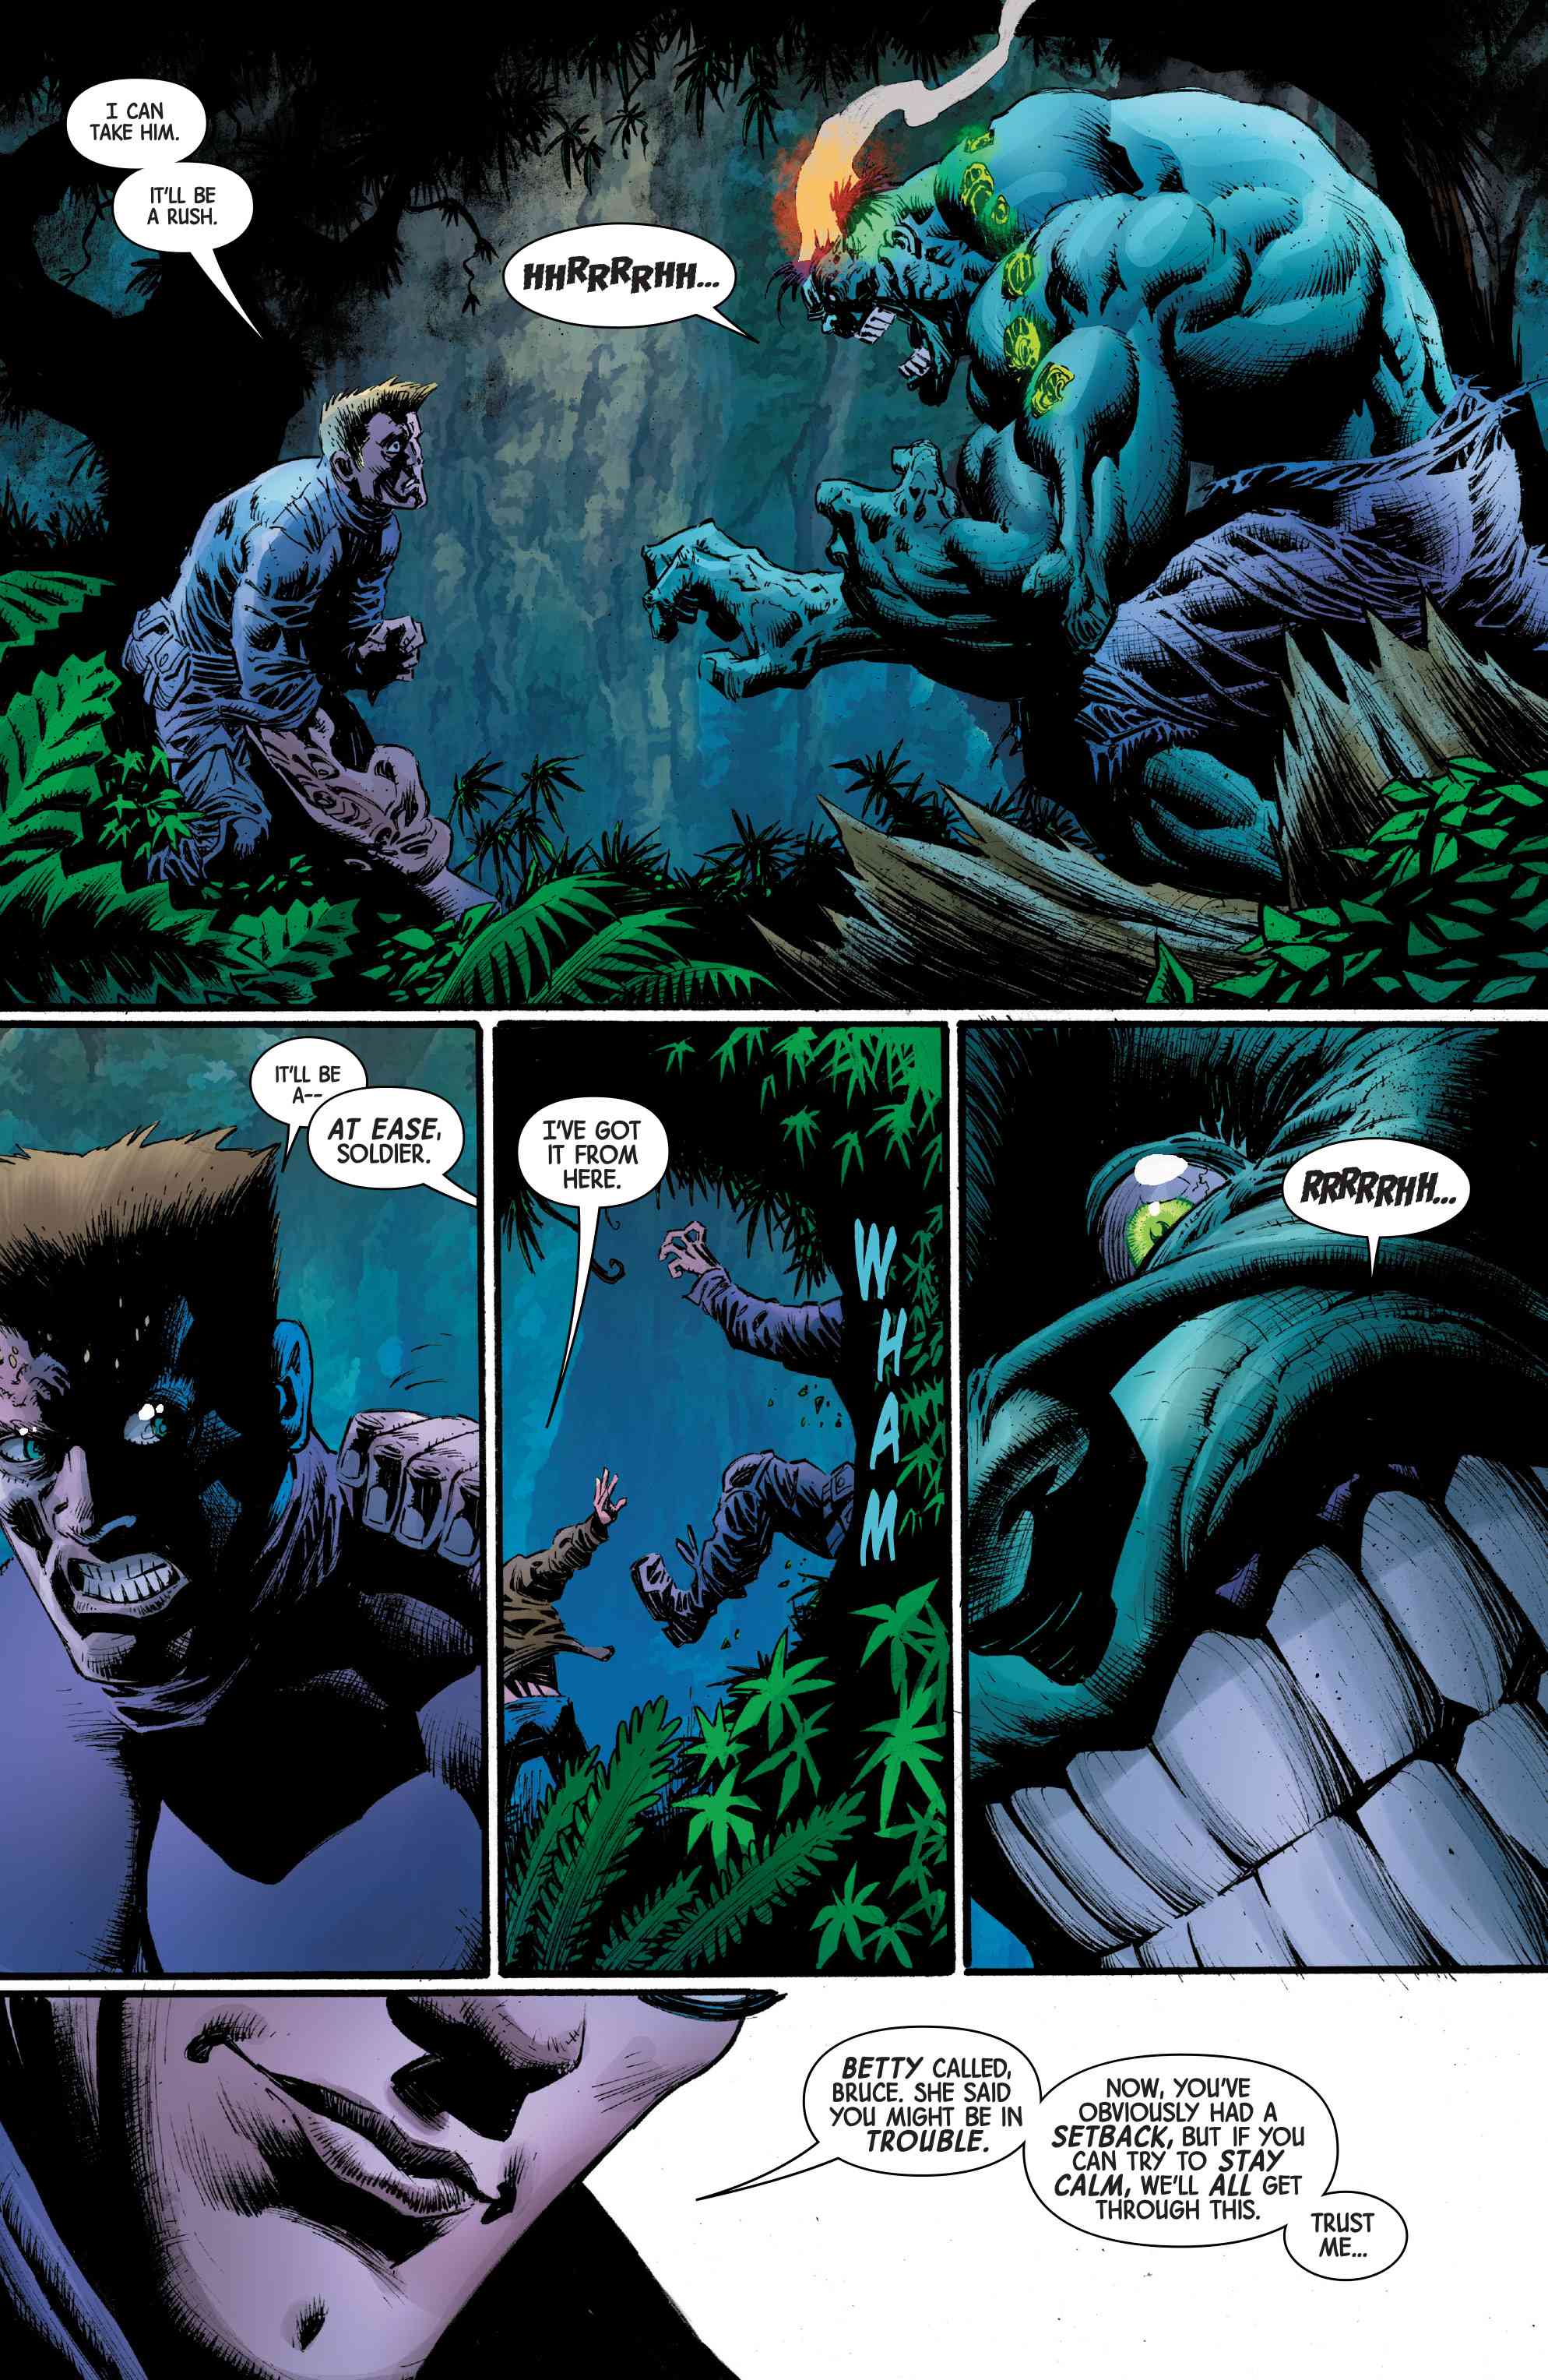 I CAN
TAKE HIM.
IT'LL BE
A RUSH.
HHRRRRHH...
IT'LL BE
A--
AT EASE,
SOLDIER.
I'VE GOT
IT FROM
HERE.
WHAM
RRRRRHH...
BETTY CALLED,
BRUCE. SHE SAID
YOU MIGHT BE IN
TROUBLE.
NOW, YOU'VE
OBVIOUSLY HAD A
SETBACK, BUT IF YOU
CAN TRY TO STAY
CALM, WE'LL ALL GET
THROUGH THIS.
TRUST
ME...